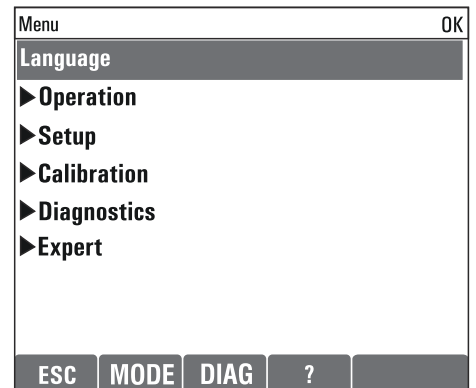 Menu OK
Language
▶Operation
▶Setup
▶Calibration
▶Diagnostics
▶Expert
ESC MODE DIAG ?